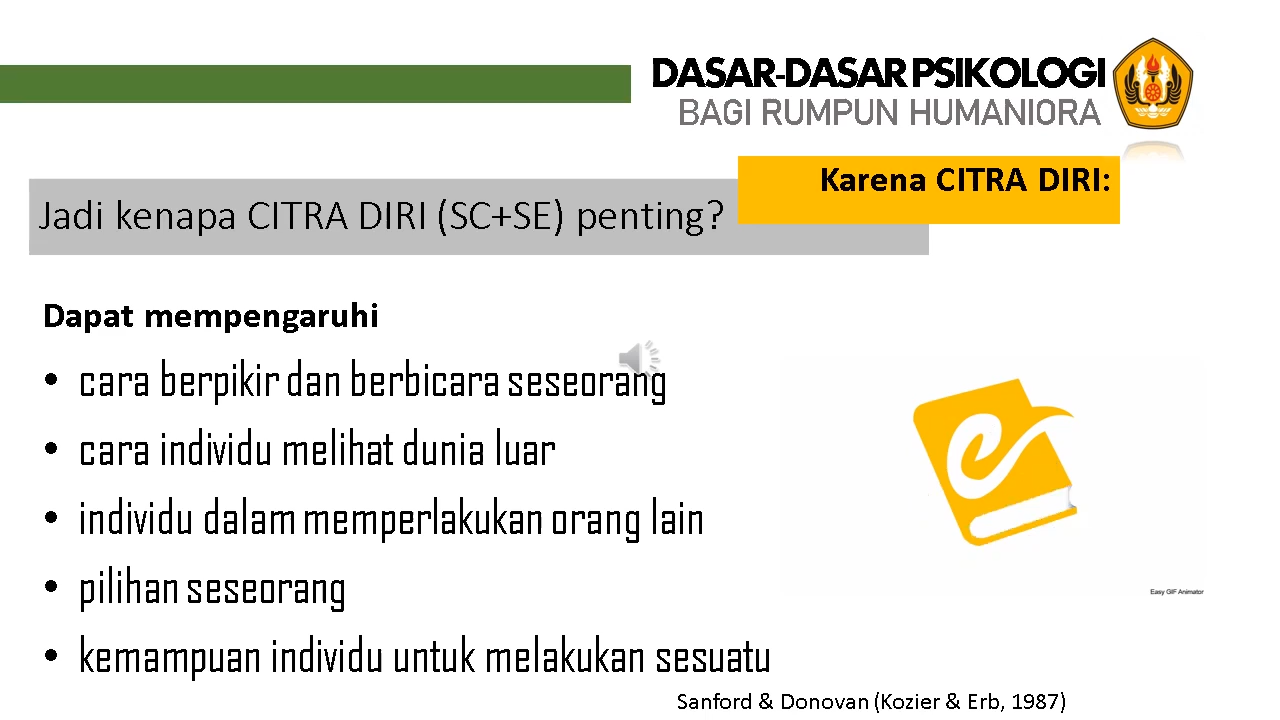 DASAR-DASAR PSIKOLOGI
BAGI RUMPUN HUMANIORA
Karena CITRA DIRI:
Jadi kenapa CITRA DIRI (SC+SE) penting?
Dapat mempengaruhi
• cara berpikir dan berbicara seseorang
• cara individu melihat dunia luar
• individu dalam memperlakukan orang lain
• pilihan seseorang
• kemampuan individu untuk melakukan sesuatu
Easy GIF Animator
Sanford & Donovan (Kozier & Erb, 1987)